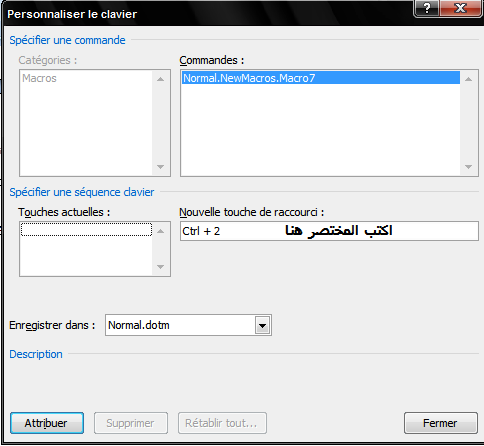 Personnaliser le clavier
Spécifier une commande
Catégories :
Commandes :
Macros
Normal.NewMacros.Macro7
Spécifier une séquence clavier
Touches actuelles :
Nouvelle touche de raccourci :
Ctrl + 2 اكتب المختصر هنا
Enregistrer dans :
Normal.dotm
Description
Attribuer
Supprimer
Rétablir tout...
Fermer